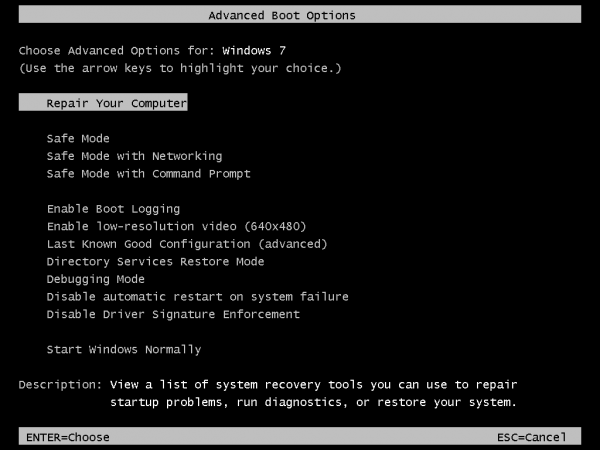 Advanced Boot Options
Choose Advanced Options for: Windows 7
(Use the arrow keys to highlight your choice.)
Repair Your Computer
Safe Mode
Safe Mode with Networking
Safe Mode with Command Prompt
Enable Boot Logging
Enable low-resolution video (640x480)
Last Known Good Configuration (advanced)
Directory Services Restore Mode
Debugging Mode
Disable automatic restart on system failure
Disable Driver Signature Enforcement
Start Windows Normally
Description: View a list of system recovery tools you can use to repair
startup problems, run diagnostics, or restore your system.
ENTER=Choose ESC=Cancel